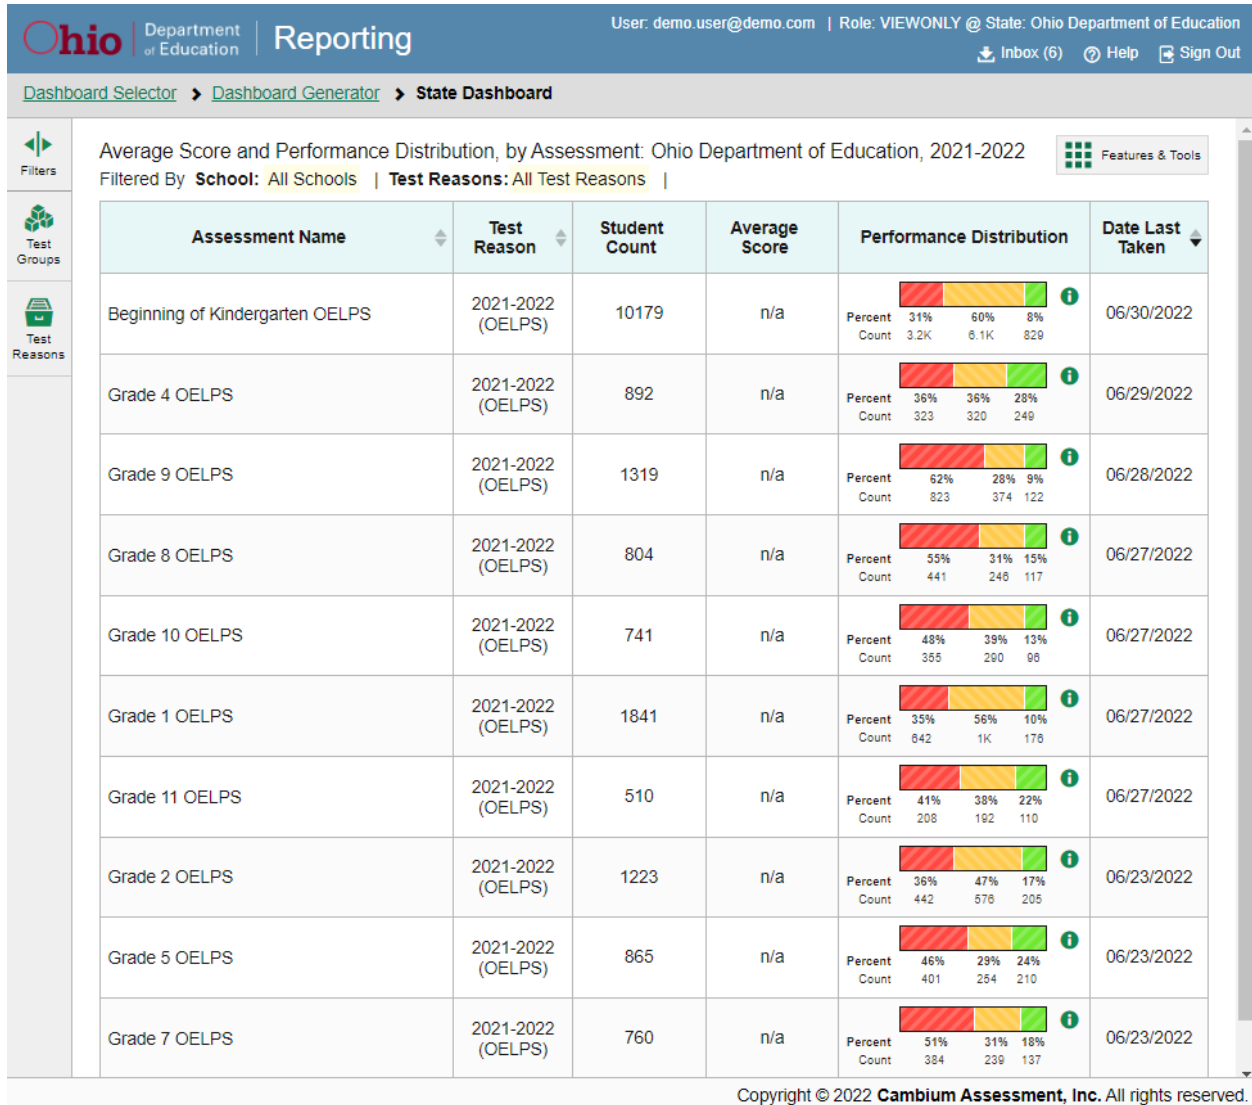 Ohio Department of Education Reporting
User: demo.user@demo.com | Role: VIEWONLY @ State: Ohio Department of Education
Inbox (6) Help Sign Out
Dashboard Selector > Dashboard Generator > State Dashboard
Filters
Test Groups
Test Reasons
Average Score and Performance Distribution, by Assessment: Ohio Department of Education, 2021-2022
Features & Tools
Filtered By School: All Schools | Test Reasons: All Test Reasons |
Assessment Name Test Reason Student Count Average Score Performance Distribution Date Last Taken
Beginning of Kindergarten OELPS 2021-2022 (OELPS) 10179 n/a 06/30/2022
Percent 31% 60% 8%
Count 3.2K 6.1K 829
Grade 4 OELPS 2021-2022 (OELPS) 892 n/a 06/29/2022
Percent 36% 36% 28%
Count 323 320 249
Grade 9 OELPS 2021-2022 (OELPS) 1319 n/a 06/28/2022
Percent 62% 28% 9%
Count 823 374 122
Grade 8 OELPS 2021-2022 (OELPS) 804 n/a 06/27/2022
Percent 55% 31% 15%
Count 441 246 117
Grade 10 OELPS 2021-2022 (OELPS) 741 n/a 06/27/2022
Percent 48% 39% 13%
Count 355 290 96
Grade 1 OELPS 2021-2022 (OELPS) 1841 n/a 06/27/2022
Percent 35% 56% 10%
Count 642 1K 176
Grade 11 OELPS 2021-2022 (OELPS) 510 n/a 06/27/2022
Percent 41% 38% 22%
Count 208 192 110
Grade 2 OELPS 2021-2022 (OELPS) 1223 n/a 06/23/2022
Percent 36% 47% 17%
Count 442 576 205
Grade 5 OELPS 2021-2022 (OELPS) 865 n/a 06/23/2022
Percent 46% 29% 24%
Count 401 254 210
Grade 7 OELPS 2021-2022 (OELPS) 760 n/a 06/23/2022
Percent 51% 31% 18%
Count 384 239 137
Copyright © 2022 Cambium Assessment, Inc. All rights reserved.